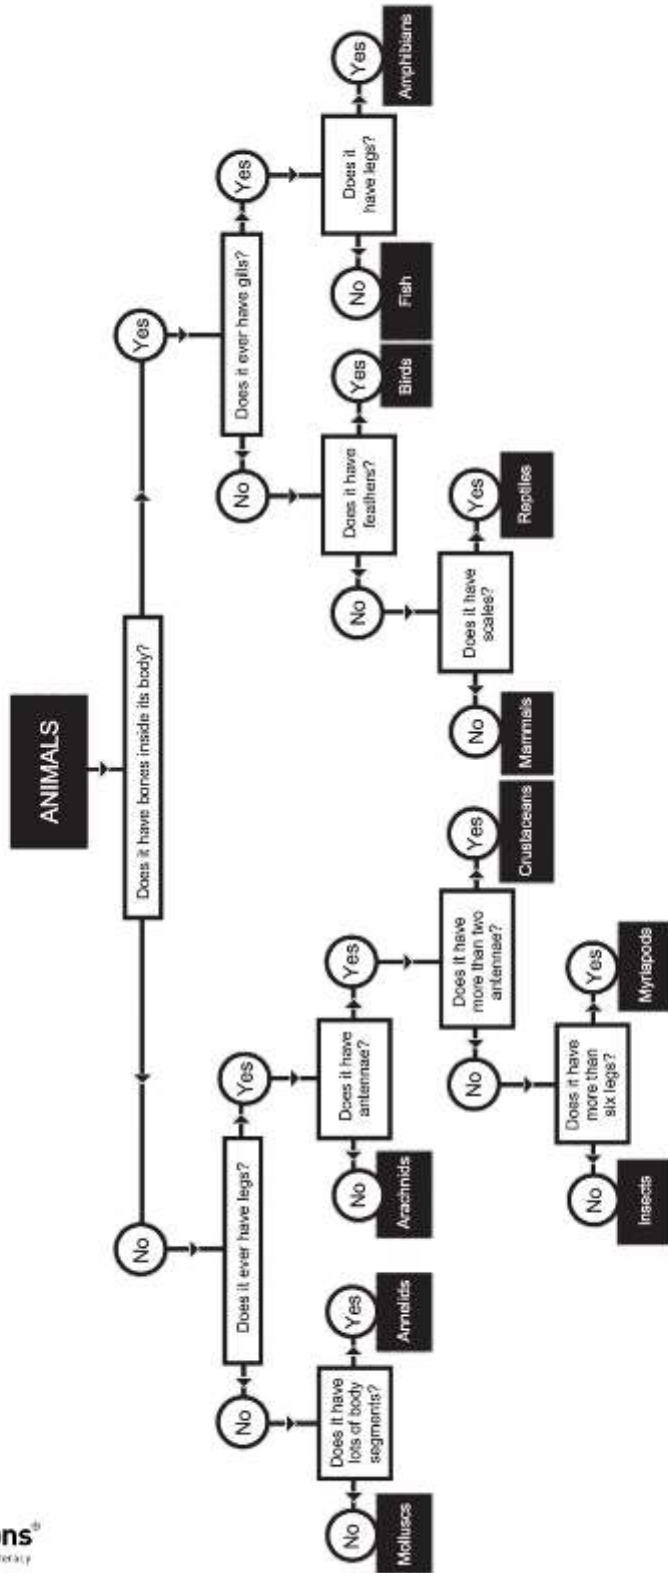 ANIMALS
Does it have bones inside its body?
No
Yes
Does it ever have legs?
Does it ever have gills?
No
Yes
No
Yes
Does it have
lots of body
segments?
Does it have
antennae?
Does it have
feathers?
Does it
have legs?
No
Yes
No
Yes
No
Yes
No
Yes
Molluscs
Annelids
Arachnids
Birds
Fish
Amphibians
Does it have
more than two
antennae?
Does it have
scales?
No
Yes
No
Yes
Crustaceans
Mammals
Reptiles
Does it have
more than
six legs?
No
Yes
Insects
Myriapods
ns®
teracy